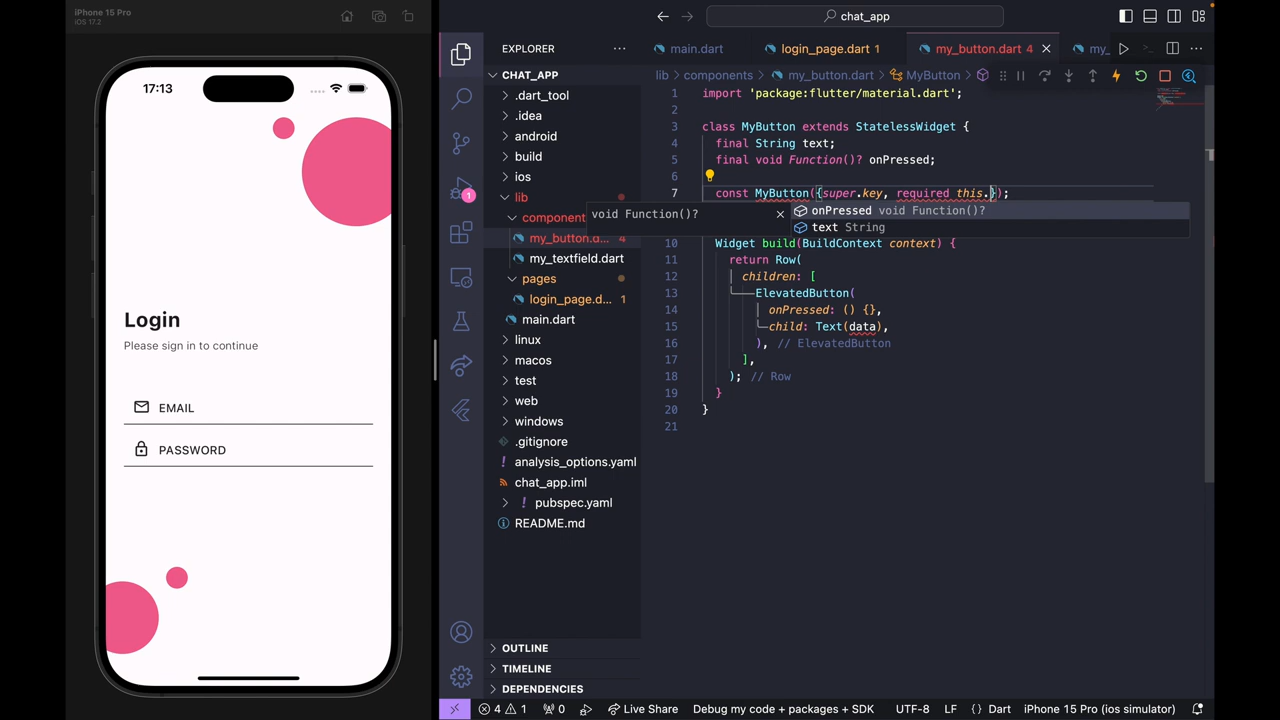 iPhone 15 Pro
iOS 17.2
17:13
Login
Please sign in to continue
EMAIL
PASSWORD
chat_app
EXPLORER
CHAT_APP
.dart_tool
.idea
android
build
ios
lib
component
my_button.d... 4
my_textfield.dart
pages
login_page.d... 1
main.dart
linux
macos
test
web
windows
.gitignore
! analysis_options.yaml
chat_app.iml
! pubspec.yaml
README.md
OUTLINE
TIMELINE
DEPENDENCIES
1
main.dart
login_page.dart 1
my_button.dart 4
my_
lib > components > my_button.dart > MyButton >
1 import 'package:flutter/material.dart';
2
3 class MyButton extends StatelessWidget {
4 final String text;
5 final void Function()? onPressed;
6
7 const MyButton({super.key, required this.});
void Function()?
onPressed void Function()?
text String
10 Widget build(BuildContext context) {
11 return Row(
12 children: [
13 ElevatedButton(
14 onPressed: () {},
15 child: Text(data),
16 ), // ElevatedButton
17 ],
18 ); // Row
19 }
20 }
21
4 1 0 Live Share Debug my code + packages + SDK UTF-8 LF {} Dart iPhone 15 Pro (ios simulator)